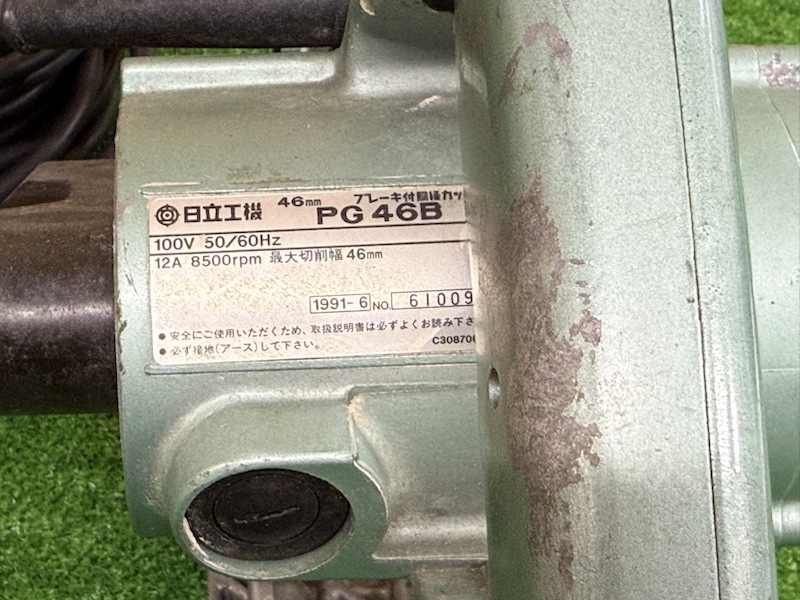 日立工機 46mm ブレーキ付胴縁カッ
PG 46B
100V 50/60Hz
12A 8500rpm 最大切削幅 46mm
1991-6 NO. 61009
● 安全にご使用いただくため、取扱説明書は必ずよくお読み下さ
● 必ず接地(アース)して下さい。
C308706